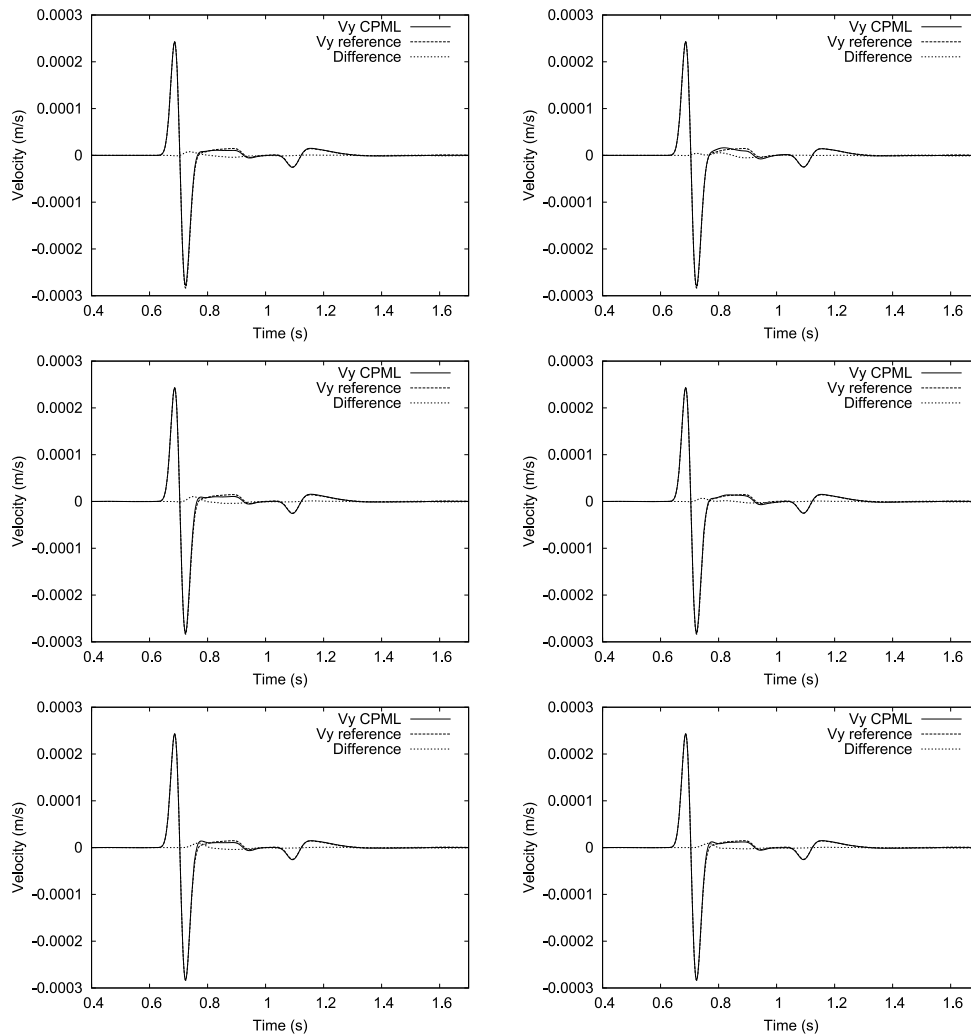 0.0003
0.0002
0.0001
0
-0.0001
-0.0002
-0.0003
Velocity (m/s)
0.4 0.6 0.8 1 1.2 1.4 1.6
Time (s)
Vy CPML
Vy reference
Difference
0.0003
0.0002
0.0001
0
-0.0001
-0.0002
-0.0003
Velocity (m/s)
0.4 0.6 0.8 1 1.2 1.4 1.6
Time (s)
Vy CPML
Vy reference
Difference
0.0003
0.0002
0.0001
0
-0.0001
-0.0002
-0.0003
Velocity (m/s)
0.4 0.6 0.8 1 1.2 1.4 1.6
Time (s)
Vy CPML
Vy reference
Difference
0.0003
0.0002
0.0001
0
-0.0001
-0.0002
-0.0003
Velocity (m/s)
0.4 0.6 0.8 1 1.2 1.4 1.6
Time (s)
Vy CPML
Vy reference
Difference
0.0003
0.0002
0.0001
0
-0.0001
-0.0002
-0.0003
Velocity (m/s)
0.4 0.6 0.8 1 1.2 1.4 1.6
Time (s)
Vy CPML
Vy reference
Difference
0.0003
0.0002
0.0001
0
-0.0001
-0.0002
-0.0003
Velocity (m/s)
0.4 0.6 0.8 1 1.2 1.4 1.6
Time (s)
Vy CPML
Vy reference
Difference